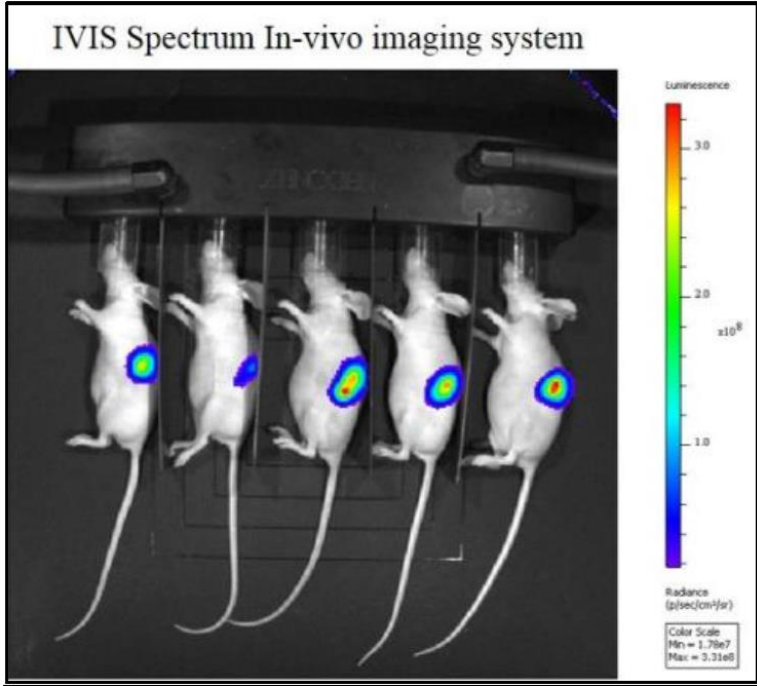 IVIS Spectrum In-vivo imaging system
Luminescence
3.0
2.0
x10⁸
1.0
Radiance
(p/sec/cm²/sr)
Color Scale
Min = 1.78e7
Max = 3.31e8